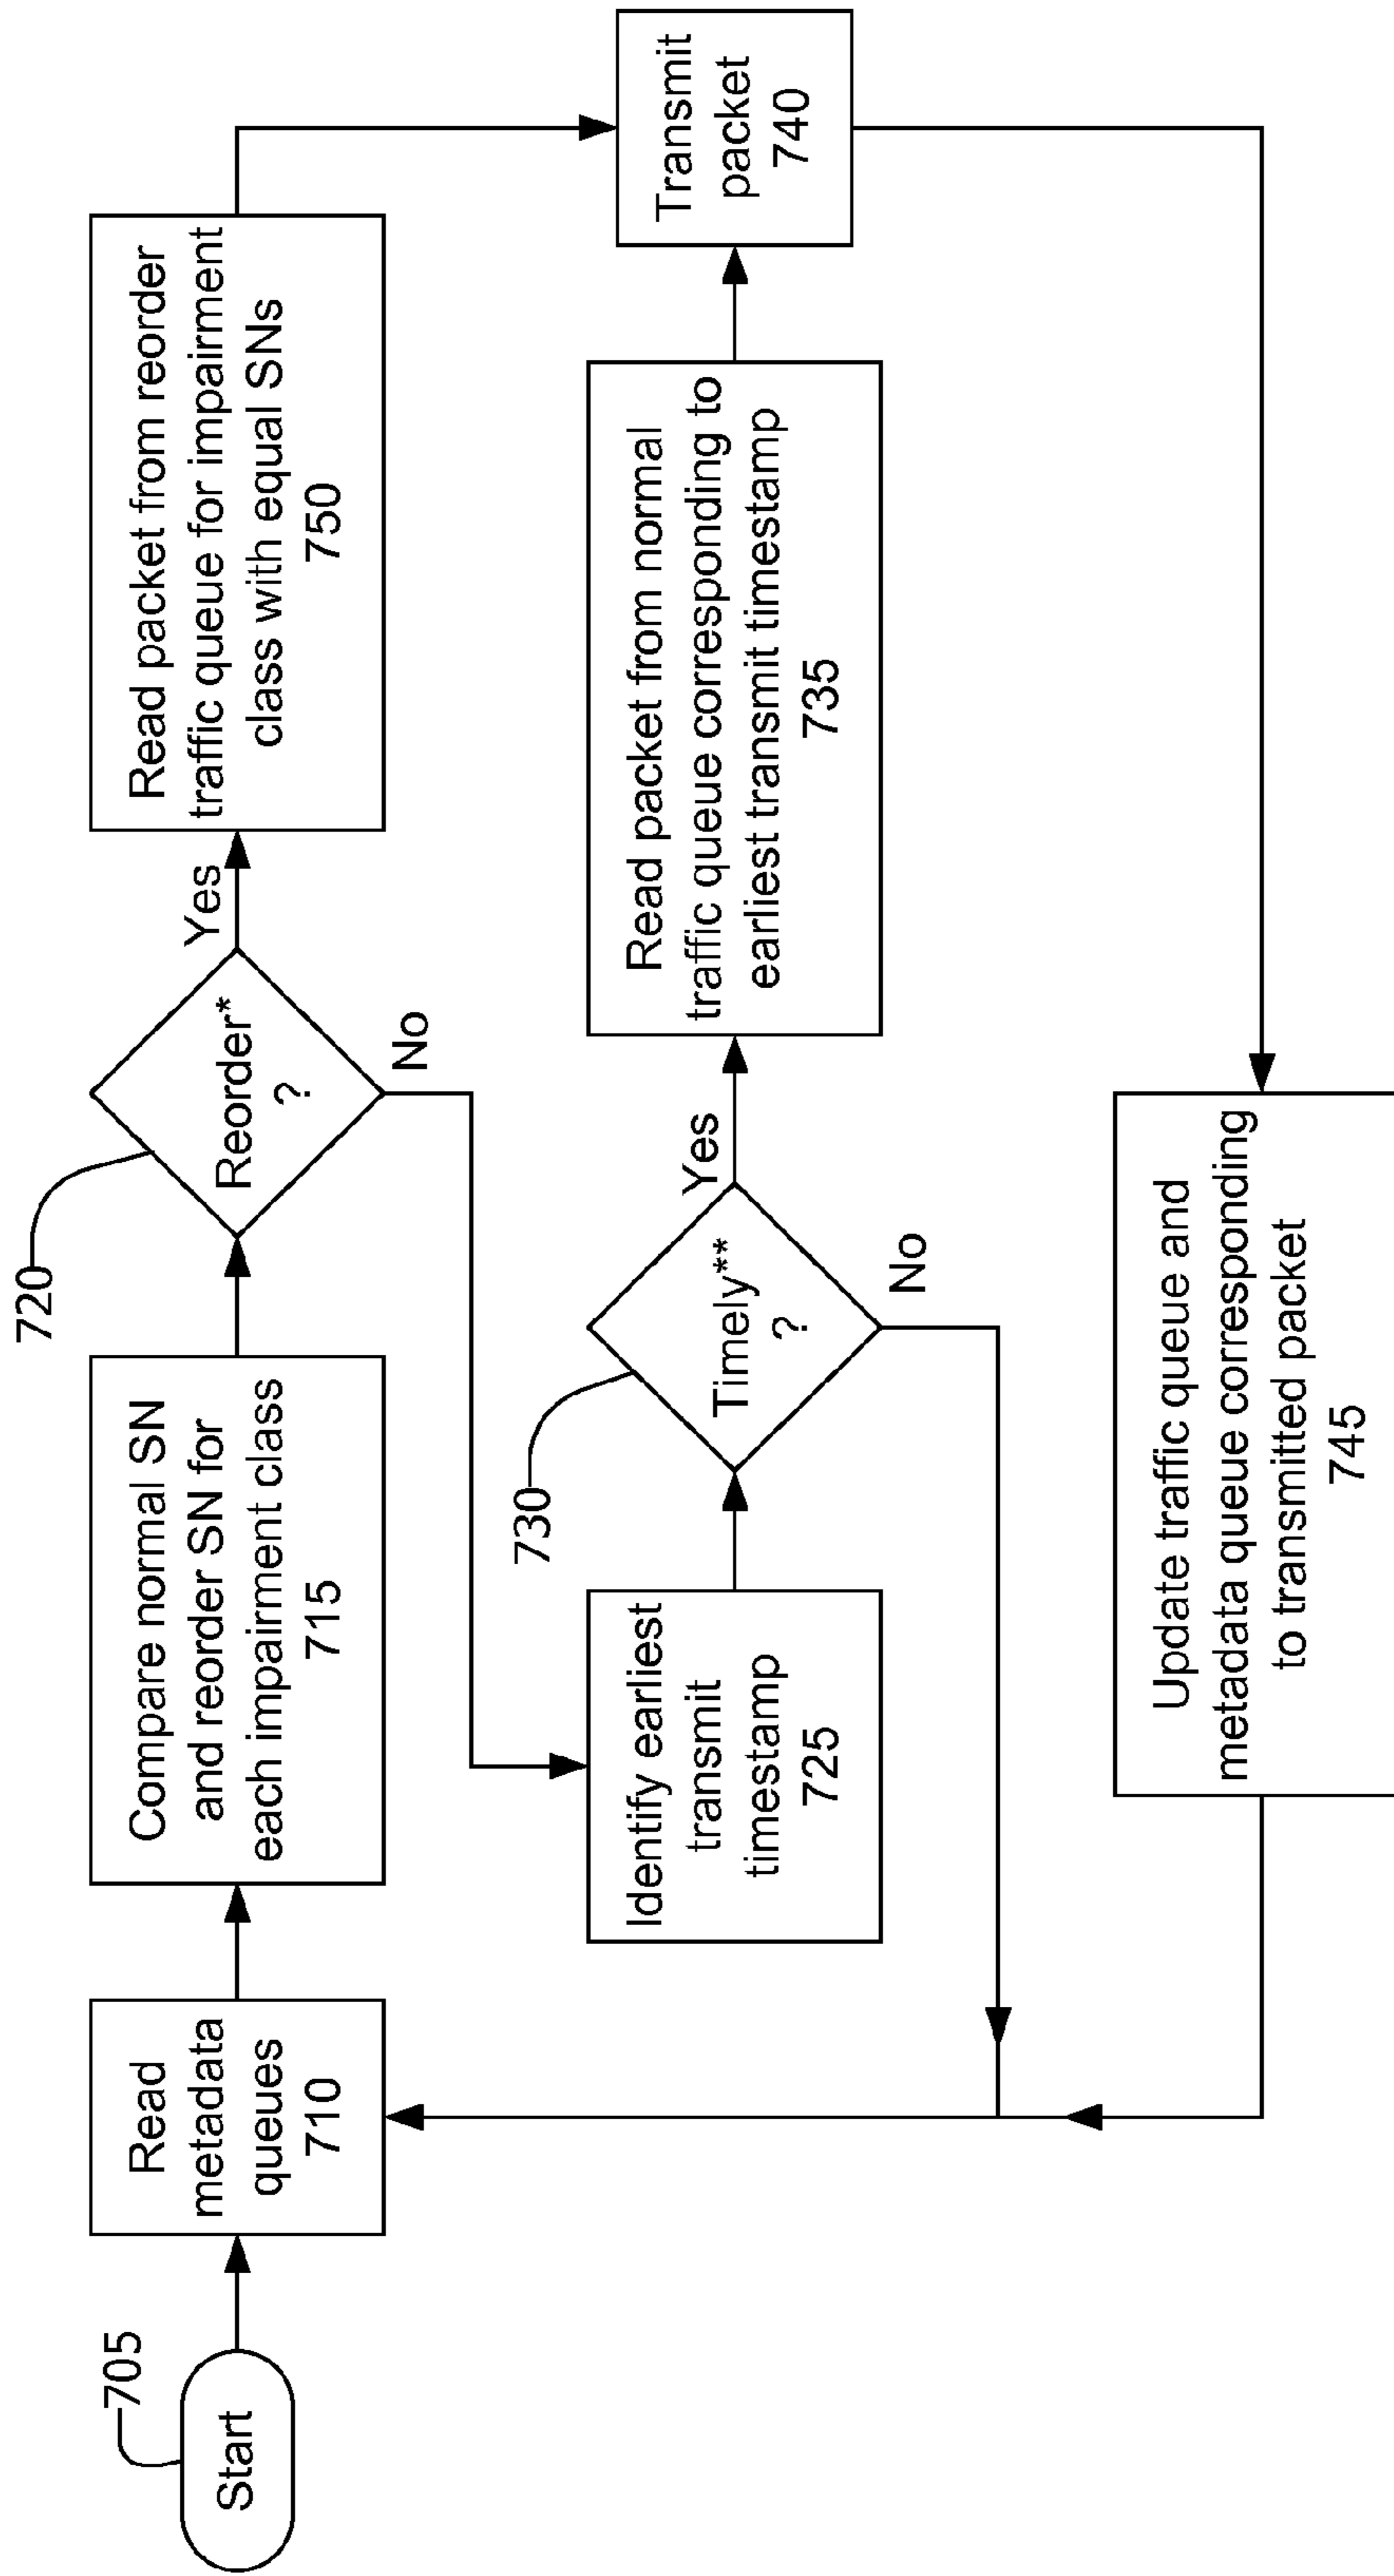 705
Start
Read
metadata
queues
710
Compare normal SN
and reorder SN for
each impairment class
715
720
Reorder*
?
Yes
No
Read packet from reorder
traffic queue for impairment
class with equal SNs
750
Identify earliest
transmit
timestamp
725
730
Timely**
?
Yes
No
Read packet from normal
traffic queue corresponding to
earliest transmit timestamp
735
Transmit
packet
740
Update traffic queue and
metadata queue corresponding
to transmitted packet
745